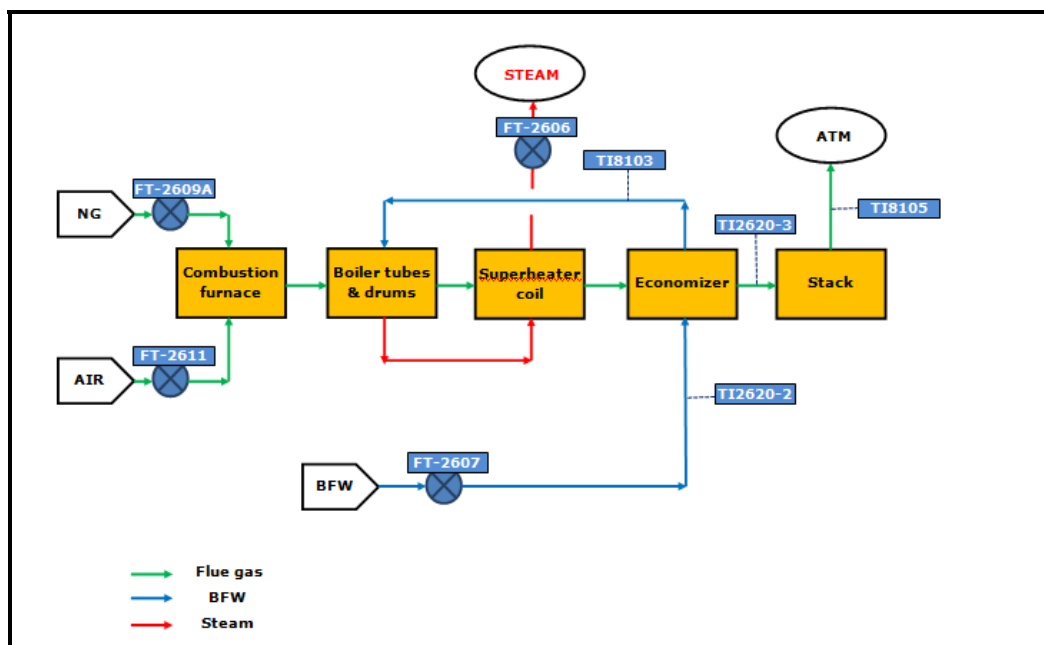 STEAM
FT-2606
ATM
TI8103
FT-2609A
NG
TI8105
TI2620-3
Combustion
furnace
Boiler tubes
& drums
Superheater
coil
Economizer
Stack
FT-2611
AIR
TI2620-2
FT-2607
BFW
Flue gas
BFW
Steam